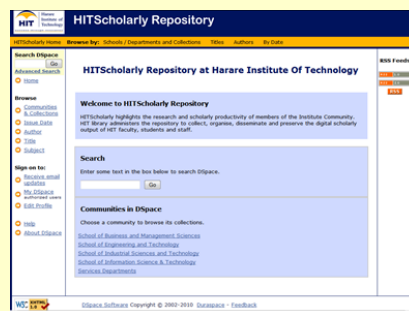 HIT
Harare
Institute of
Technology
HITScholarly Repository
HITScholarly Home Browse by: Schools / Departments and Collections Titles Authors By Date
Search DSpace
Go
Advanced Search
Home
Browse
Communities
& Collections
Issue Date
Author
Title
Subject
Sign on to:
Receive email
updates
My DSpace
authorized users
Edit Profile
Help
About DSpace
HITScholarly Repository at Harare Institute Of Technology
Welcome to HITScholarly Repository
HITScholarly highlights the research and scholarly productivity of members of the Institute Community.
HIT library administers the repository to collect, organise, disseminate and preserve the digital scholarly
output of HIT faculty, students and staff.
Search
Enter some text in the box below to search DSpace.
Go
Communities in DSpace
Choose a community to browse its collections.
School of Business and Management Sciences
School of Engineering and Technology
School of Industrial Sciences and Technology
School of Information Science & Technology
Services Departments
RSS Feeds
RSS
W3C XHTML
1.0
DSpace Software Copyright © 2002-2010 Duraspace - Feedback